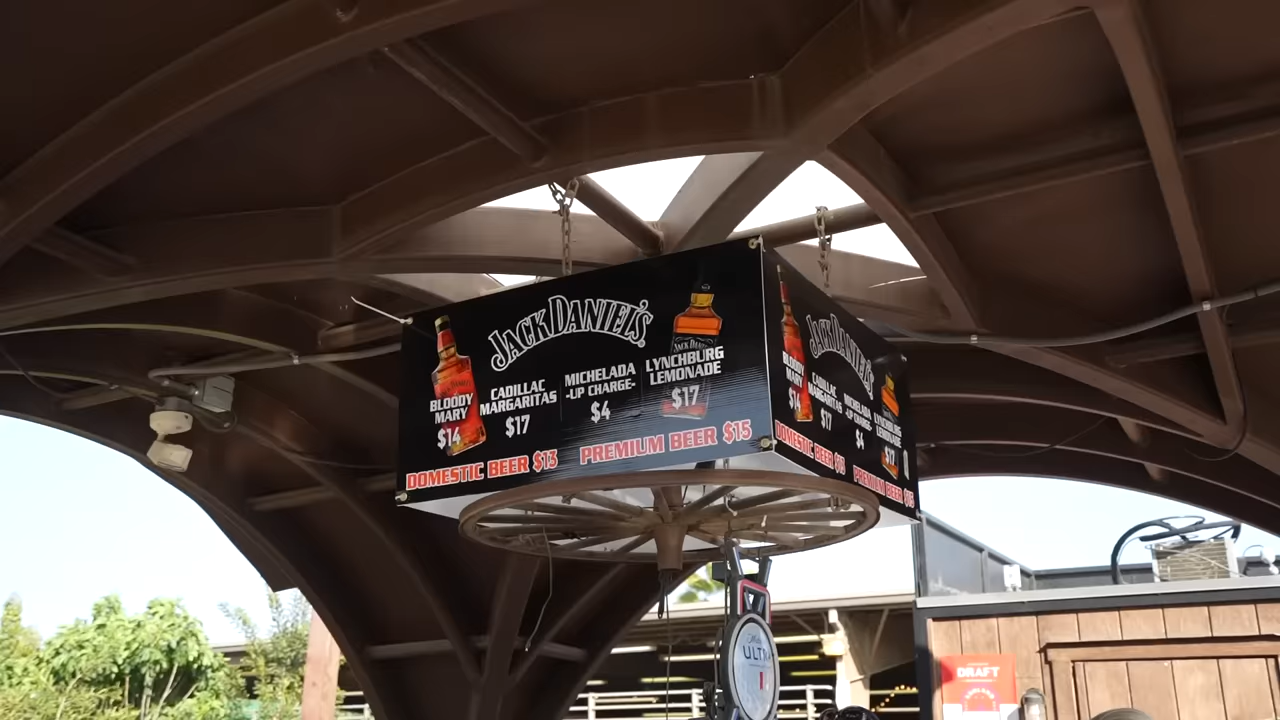 JACK DANIEL'S
BLOODY
MARY
$14
CADILLAC
MARGARITAS
$17
MICHELADA
-UP CHARGE-
$4
LYNCHBURG
LEMONADE
$17
DOMESTIC BEER $13
PREMIUM BEER $15
JACK DANIEL'S
BLOODY
MARY
$14
CADILLAC
MARGARITAS
$17
MICHELADA
-UP CHARGE-
$4
LYNCHBURG
LEMONADE
$17
DOMESTIC BEER $13
PREMIUM BEER $15
ULTRA
DRAFT